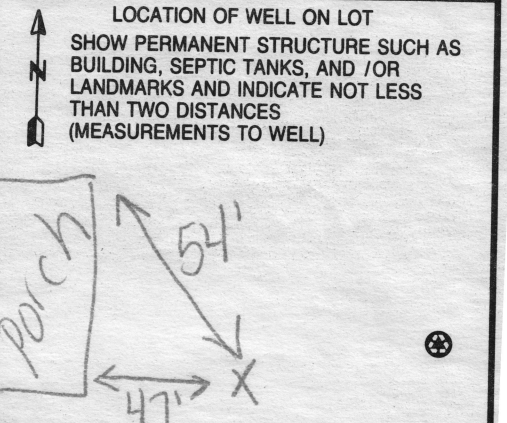 LOCATION OF WELL ON LOT
SHOW PERMANENT STRUCTURE SUCH AS
BUILDING, SEPTIC TANKS, AND /OR
LANDMARKS AND INDICATE NOT LESS
THAN TWO DISTANCES
(MEASUREMENTS TO WELL)
N
porch
54'
X
47'